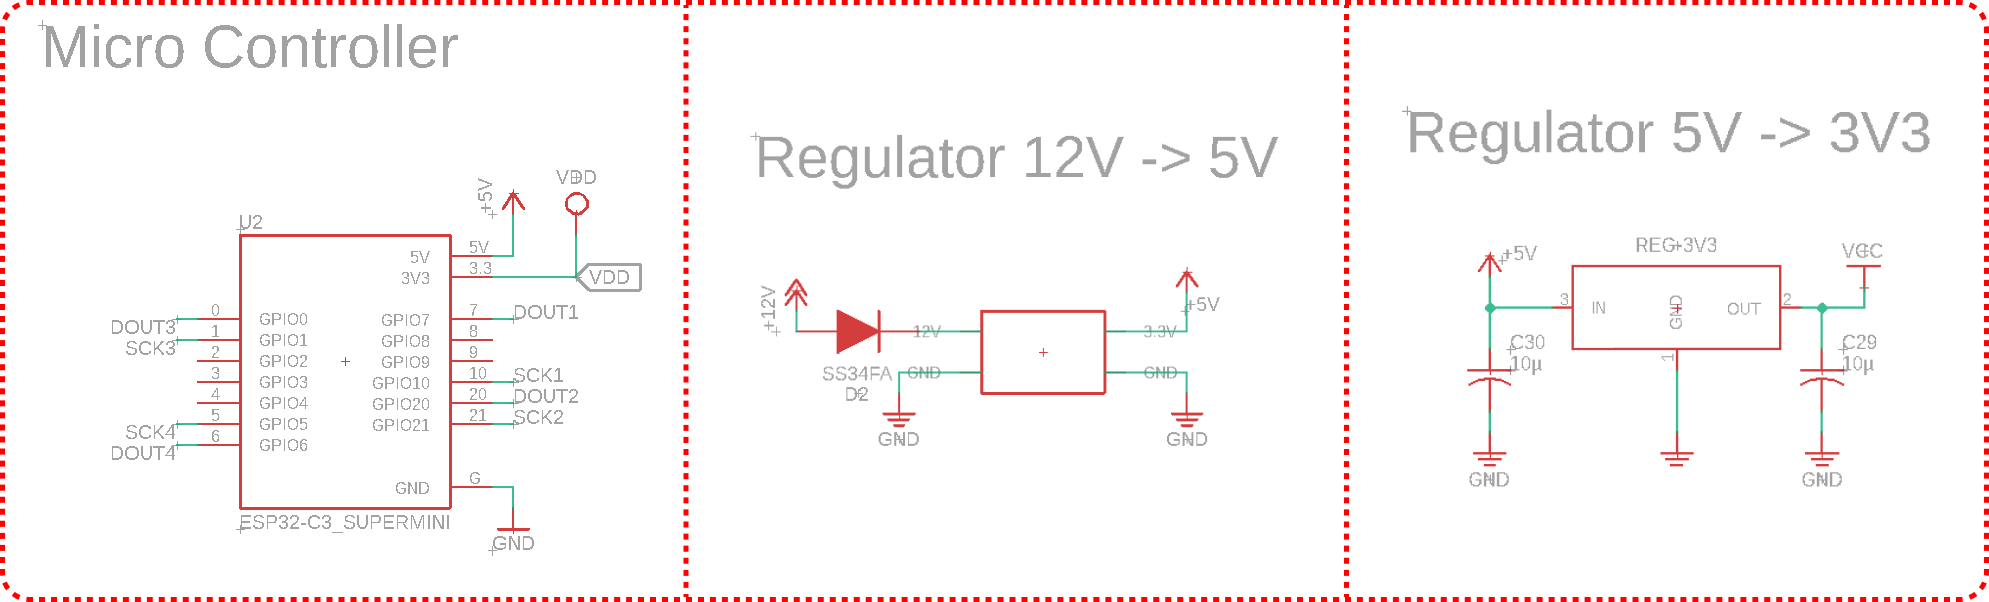 Micro Controller
+5V
VDD
U2
5V
5V
3V3
3.3
VDD
0
GPIO0
GPIO7
7
DOUT1
DOUT3
1
GPIO1
GPIO8
8
SCK3
2
GPIO2
GPIO9
9
3
GPIO3
GPIO10
10
SCK1
4
GPIO4
GPIO20
20
DOUT2
5
GPIO5
GPIO21
21
SCK2
SCK4
6
GPIO6
DOUT4
GND
G
ESP32-C3_SUPERMINI
GND
Regulator 12V -> 5V
+12V
+5V
12V
3.3V
SS34FA
D2
GND
GND
GND
GND
Regulator 5V -> 3V3
+5V
REG-3V3
VCC
3
IN
GND
OUT
2
1
C30
10µ
C29
10µ
GND
GND